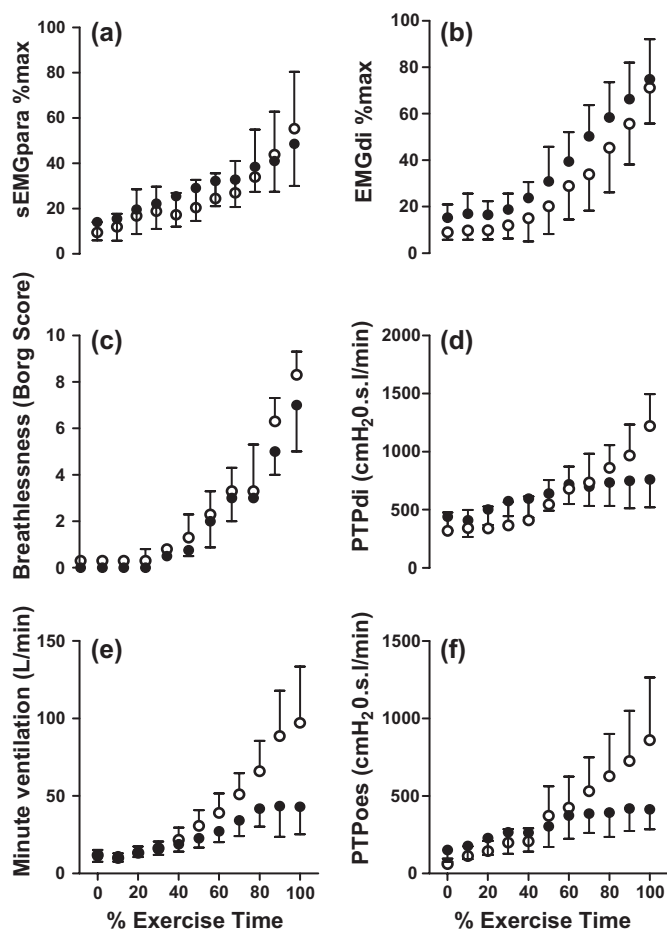 (a)
sEMGpara %max
100
80
60
40
20
0
(b)
EMGdi %max
100
80
60
40
20
0
(c)
Breathlessness (Borg Score)
10
8
6
4
2
0
(d)
PTPdi (cmH₂0.s.l/min)
2000
1500
1000
500
0
(e)
Minute ventilation (L/min)
150
100
50
0
0 20 40 60 80 100
% Exercise Time
(f)
PTPoes (cmH₂0.s.l/min)
1500
1000
500
0
0 20 40 60 80 100
% Exercise Time